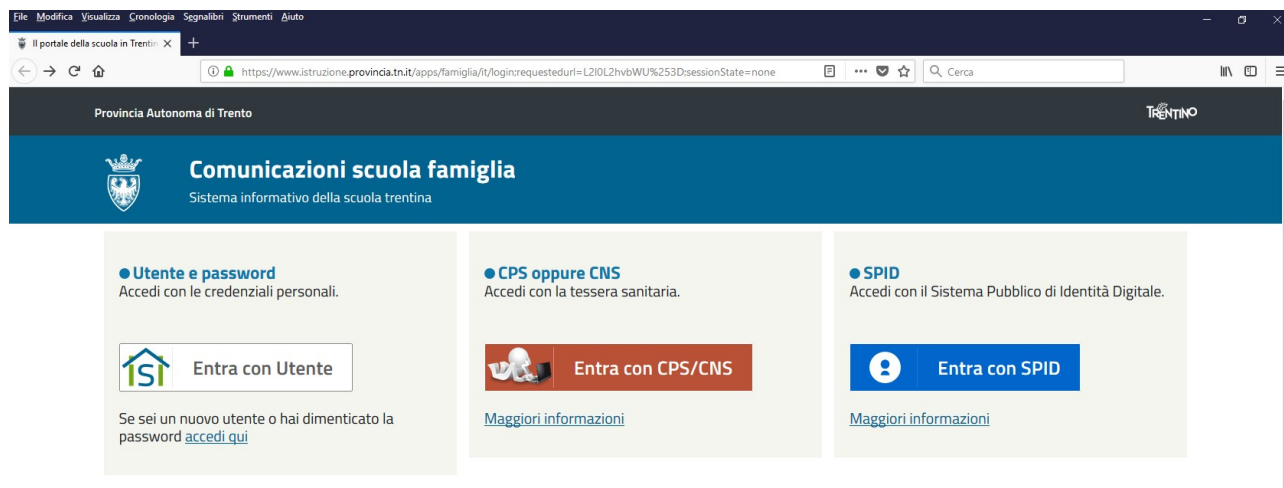 File Modifica Visualizza Cronologia Segnalibri Strumenti Aiuto
Il portale della scuola in Trentin
https://www.istruzione.provincia.tn.it/apps/famiglia/it/login;requestedurl=L2I0L2hvbWU%253D;sessionState=none
Cerca
Provincia Autonoma di Trento
TRENTINO
Comunicazioni scuola famiglia
Sistema informativo della scuola trentina
Utente e password
Accedi con le credenziali personali.
isi Entra con Utente
Se sei un nuovo utente o hai dimenticato la
password accedi qui
CPS oppure CNS
Accedi con la tessera sanitaria.
Entra con CPS/CNS
Maggiori informazioni
SPID
Accedi con il Sistema Pubblico di Identità Digitale.
Entra con SPID
Maggiori informazioni